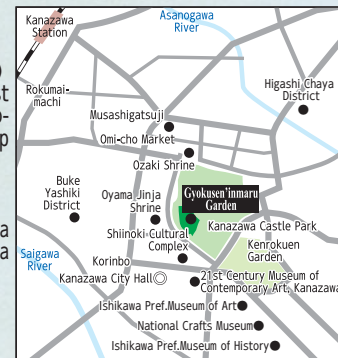 Kanazawa
Station
Asanogawa
River
)
st
o-
p
Rokumai-
machi
Higashi Chaya
District
Musashigatsuji
Omi-cho Market
Ozaki Shrine
Buke
Yashiki
District
Oyama Jinja
Shrine
Gyokusen'inmaru
Garden
Kanazawa Castle Park
a
a
Shiinoki Cultural
Complex
Kenrokuen
Garden
Saigawa
River
Korinbo
Kanazawa City Hall
21st Century Museum of
Contemporary Art, Kanazawa
Ishikawa Pref.Museum of Art
National Crafts Museum
Ishikawa Pref.Museum of History